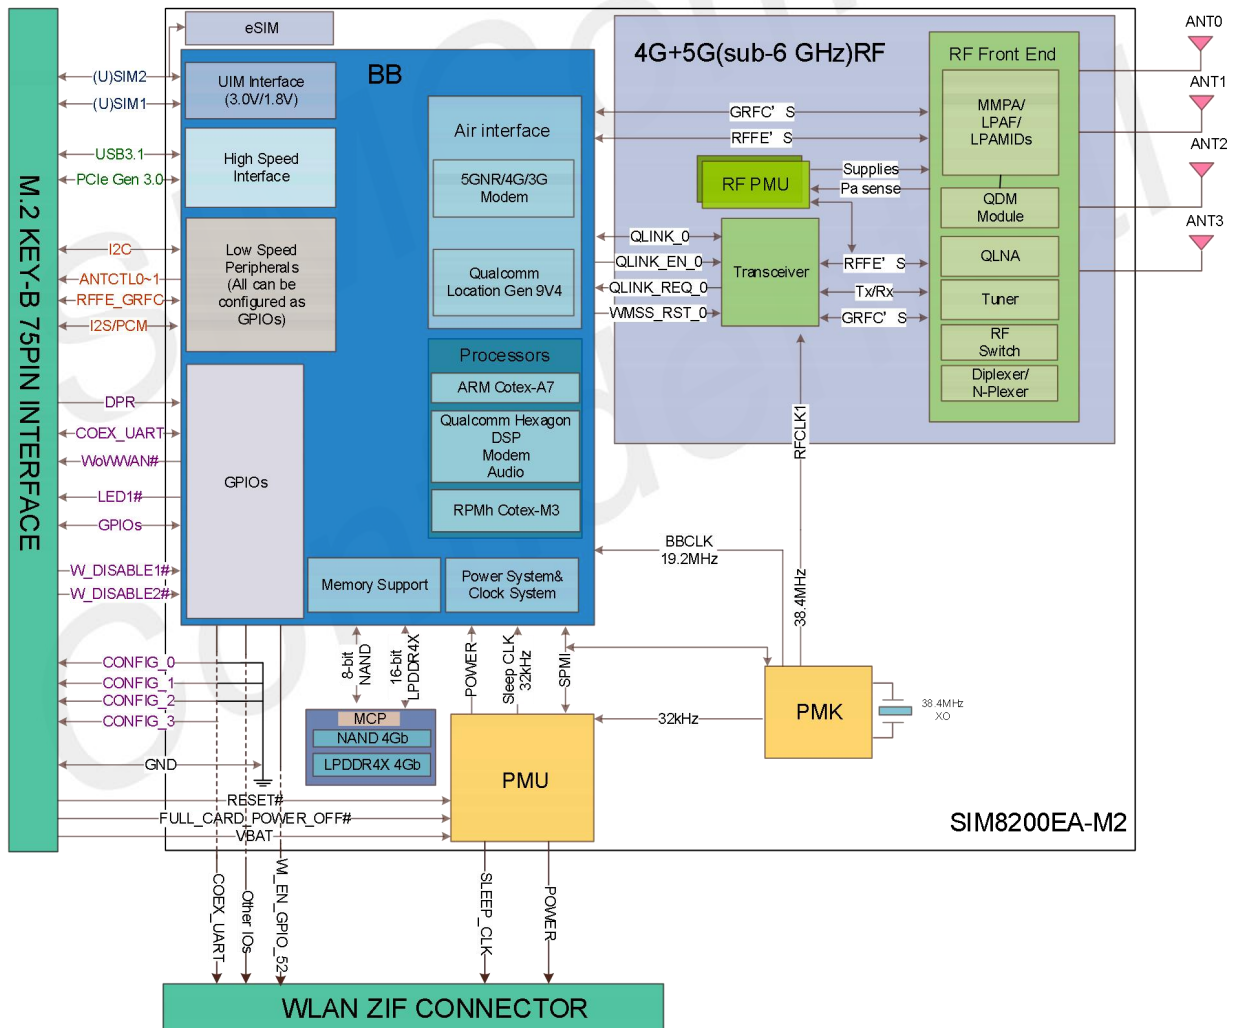 eSIM
BB
UIM Interface
(3.0V/1.8V)
High Speed
Interface
Low Speed
Peripherals
(All can be
configured as
GPIOs)
GPIOs
Air interface
5GNR/4G/3G
Modem
Qualcomm
Location Gen 9V4
Processors
ARM Cotex-A7
Qualcomm Hexagon
DSP
Modem
Audio
RPMh Cotex-M3
Memory Support
Power System&
Clock System
M.2 KEY-B 75PIN INTERFACE
(U)SIM2
(U)SIM1
USB3.1
PCIe Gen 3.0
I2C
ANTCTL0~1
RFFE_GRFC
I2S/PCM
DPR
COEX_UART
WoWWAN#
LED1#
GPIOs
W_DISABLE1#
W_DISABLE2#
CONFIG_0
CONFIG_1
CONFIG_2
CONFIG_3
GND
RESET#
FULL_CARD_POWER_OFF#
VBAT
4G+5G(sub-6 GHz)RF
GRFC' S
RFFE' S
RF PMU
Supplies
Pa sense
QLINK_0
QLINK_EN_0
QLINK_REQ_0
WMSS_RST_0
Transceiver
RFFE' S
Tx/Rx
GRFC' S
RF Front End
MMPA/
LPAF/
LPAMIDs
QDM
Module
QLNA
Tuner
RF
Switch
Diplexer/
N-Plexer
ANT0
ANT1
ANT2
ANT3
RFCLK1
38.4MHz
BBCLK
19.2MHz
8-bit
NAND
16-bit
LPDDR4X
POWER
Sleep CLK
32kHz
SPMI
MCP
NAND 4Gb
LPDDR4X 4Gb
PMU
32kHz
PMK
38.4MHz
XO
SIM8200EA-M2
COEX_UART
Other IOs
WI_EN_GPIO_52
SLEEP_CLK
POWER
WLAN ZIF CONNECTOR